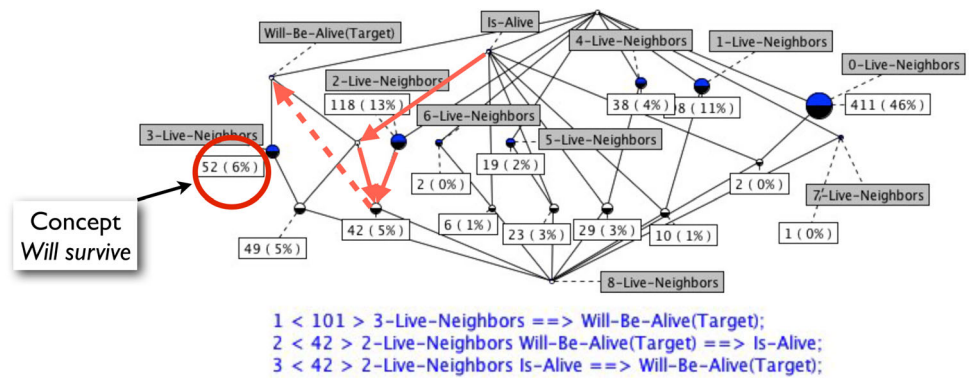 Is-Alive
Will-Be-Alive(Target)
4-Live-Neighbors
1-Live-Neighbors
0-Live-Neighbors
2-Live-Neighbors
118 (13%)
38 (4%)
98 (11%)
411 (46%)
6-Live-Neighbors
3-Live-Neighbors
5-Live-Neighbors
52 (6%)
19 (2%)
2 (0%)
2 (0%)
7-Live-Neighbors
Concept
Will survive
49 (5%)
42 (5%)
6 (1%)
23 (3%)
29 (3%)
10 (1%)
1 (0%)
8-Live-Neighbors
1 < 101 > 3-Live-Neighbors ==> Will-Be-Alive(Target);
2 < 42 > 2-Live-Neighbors Will-Be-Alive(Target) ==> Is-Alive;
3 < 42 > 2-Live-Neighbors Is-Alive ==> Will-Be-Alive(Target);